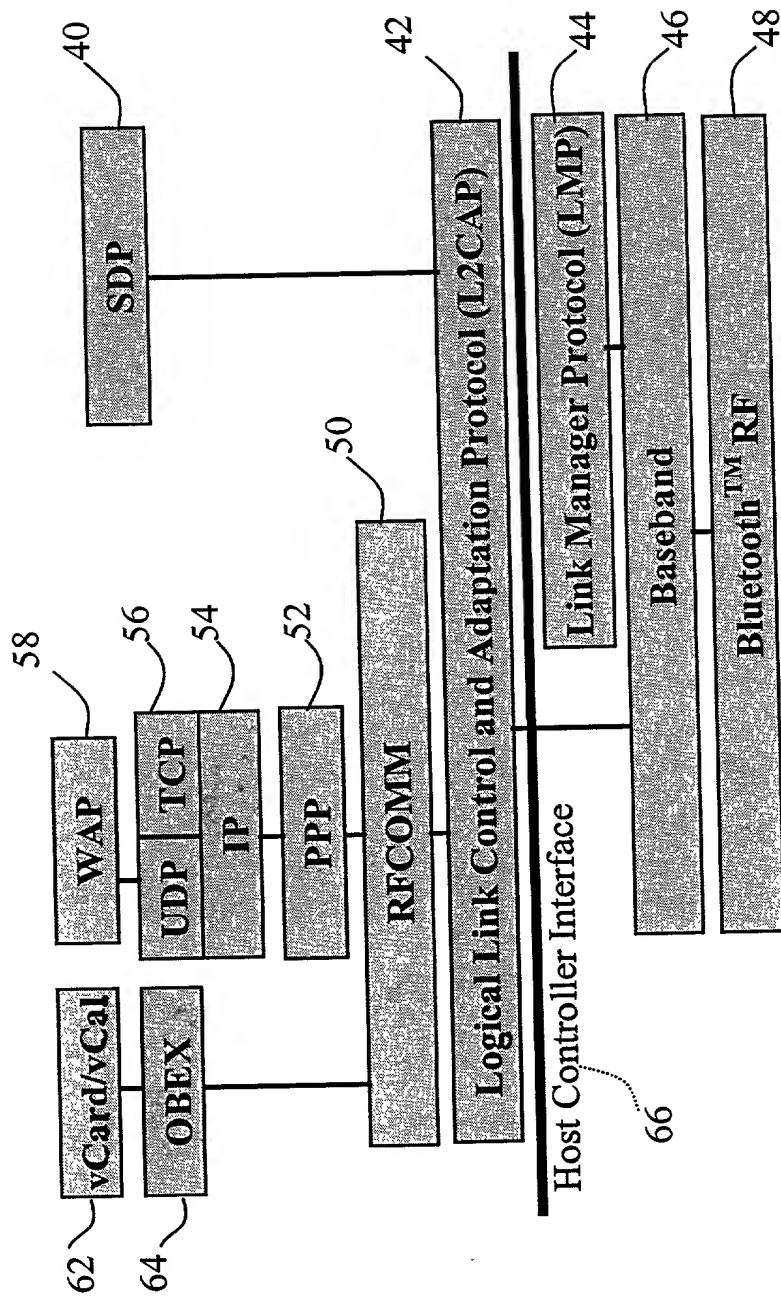 58
62
vCard/vCal
WAP
SDP
40
64
OBEX
UDP
TCP
56
IP
54
PPP
52
RFCOMM
50
Logical Link Control and Adaptation Protocol (L2CAP)
42
Host Controller Interface
66
Link Manager Protocol (LMP)
44
Baseband
46
Bluetooth™ RF
48